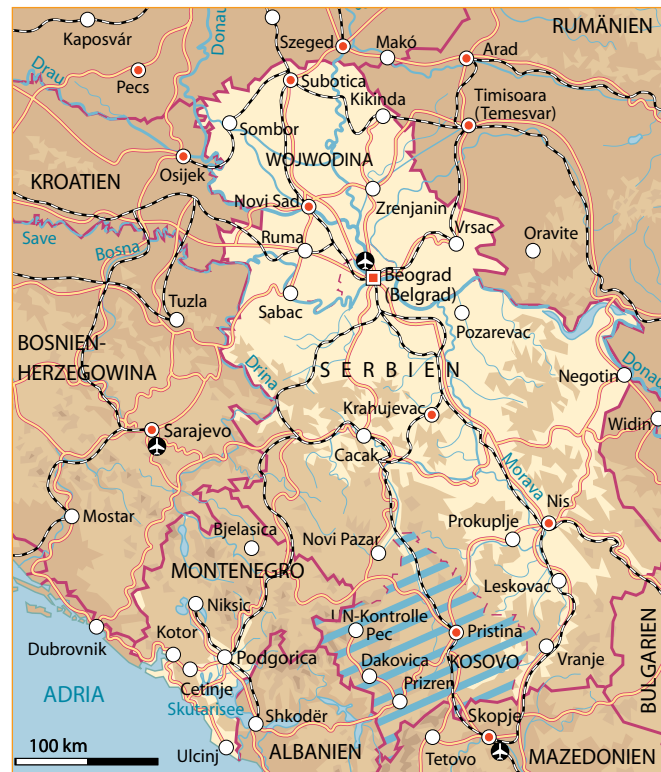 Kaposvár
Donau
Szeged
Makó
Arad
RUMÄNIEN
Drau
Pecs
Subotica
Kikinda
Timisoara
(Temesvar)
Sombor
WOJWODINA
Osijek
KROATIEN
Novi Sad
Zrenjanin
Vrsac
Oravite
Save
Bosna
Ruma
Beograd
(Belgrad)
Sabac
Tuzla
Pozarevac
BOSNIEN-
HERZEGOWINA
Drina
SERBIEN
Donau
Negotin
Krahujevac
Widin
Sarajevo
Cacak
Morava
Mostar
Bjelasica
Novi Pazar
Prokuplje
Nis
MONTENEGRO
Leskovac
Niksic
UN-Kontrolle
Pec
Pristina
BULGARIEN
Dubrovnik
Kotor
Podgorica
Dakovica
KOSOVO
Vranje
Cetinje
Prizren
ADRIA
Skutarisee
Shkodër
Skopje
100 km
Ulcinj
ALBANIEN
Tetovo
MAZEDONIEN